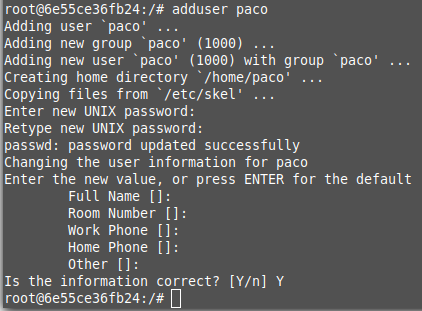 root@6e55ce36fb24:/# adduser paco
Adding user `paco' ...
Adding new group `paco' (1000) ...
Adding new user `paco' (1000) with group `paco' ...
Creating home directory `/home/paco' ...
Copying files from `/etc/skel' ...
Enter new UNIX password:
Retype new UNIX password:
passwd: password updated successfully
Changing the user information for paco
Enter the new value, or press ENTER for the default
        Full Name []:
        Room Number []:
        Work Phone []:
        Home Phone []:
        Other []:
Is the information correct? [Y/n] Y
root@6e55ce36fb24:/#